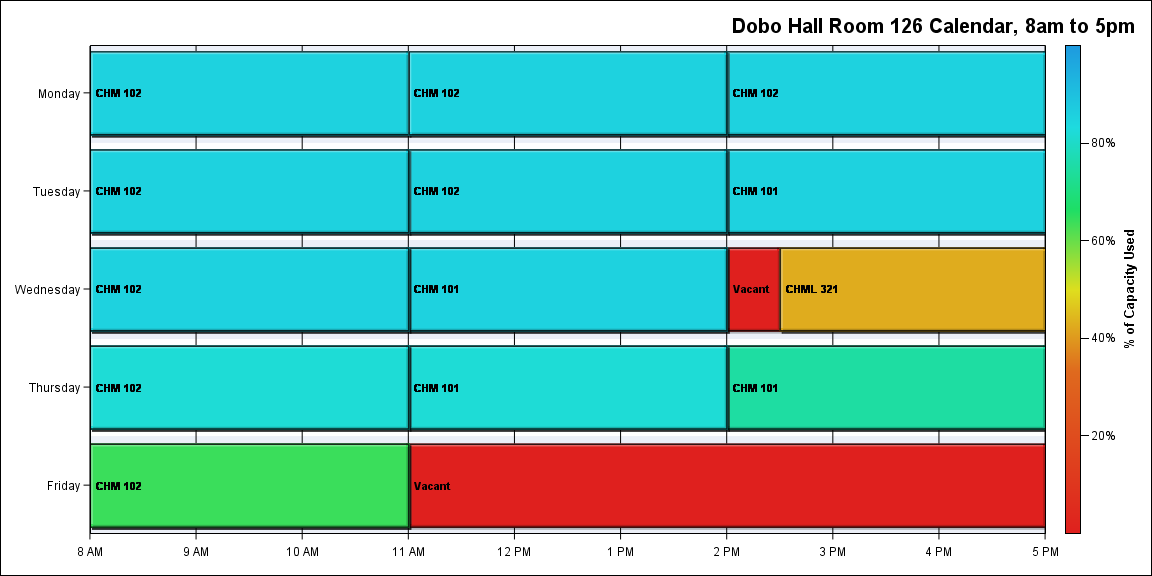 Dobo Hall Room 126 Calendar, 8am to 5pm
Monday
CHM 102
CHM 102
CHM 102
Tuesday
CHM 102
CHM 102
CHM 101
Wednesday
CHM 102
CHM 101
Vacant
CHML 321
Thursday
CHM 102
CHM 101
CHM 101
Friday
CHM 102
Vacant
8 AM
9 AM
10 AM
11 AM
12 PM
1 PM
2 PM
3 PM
4 PM
5 PM
80%
60%
40%
20%
% of Capacity Used